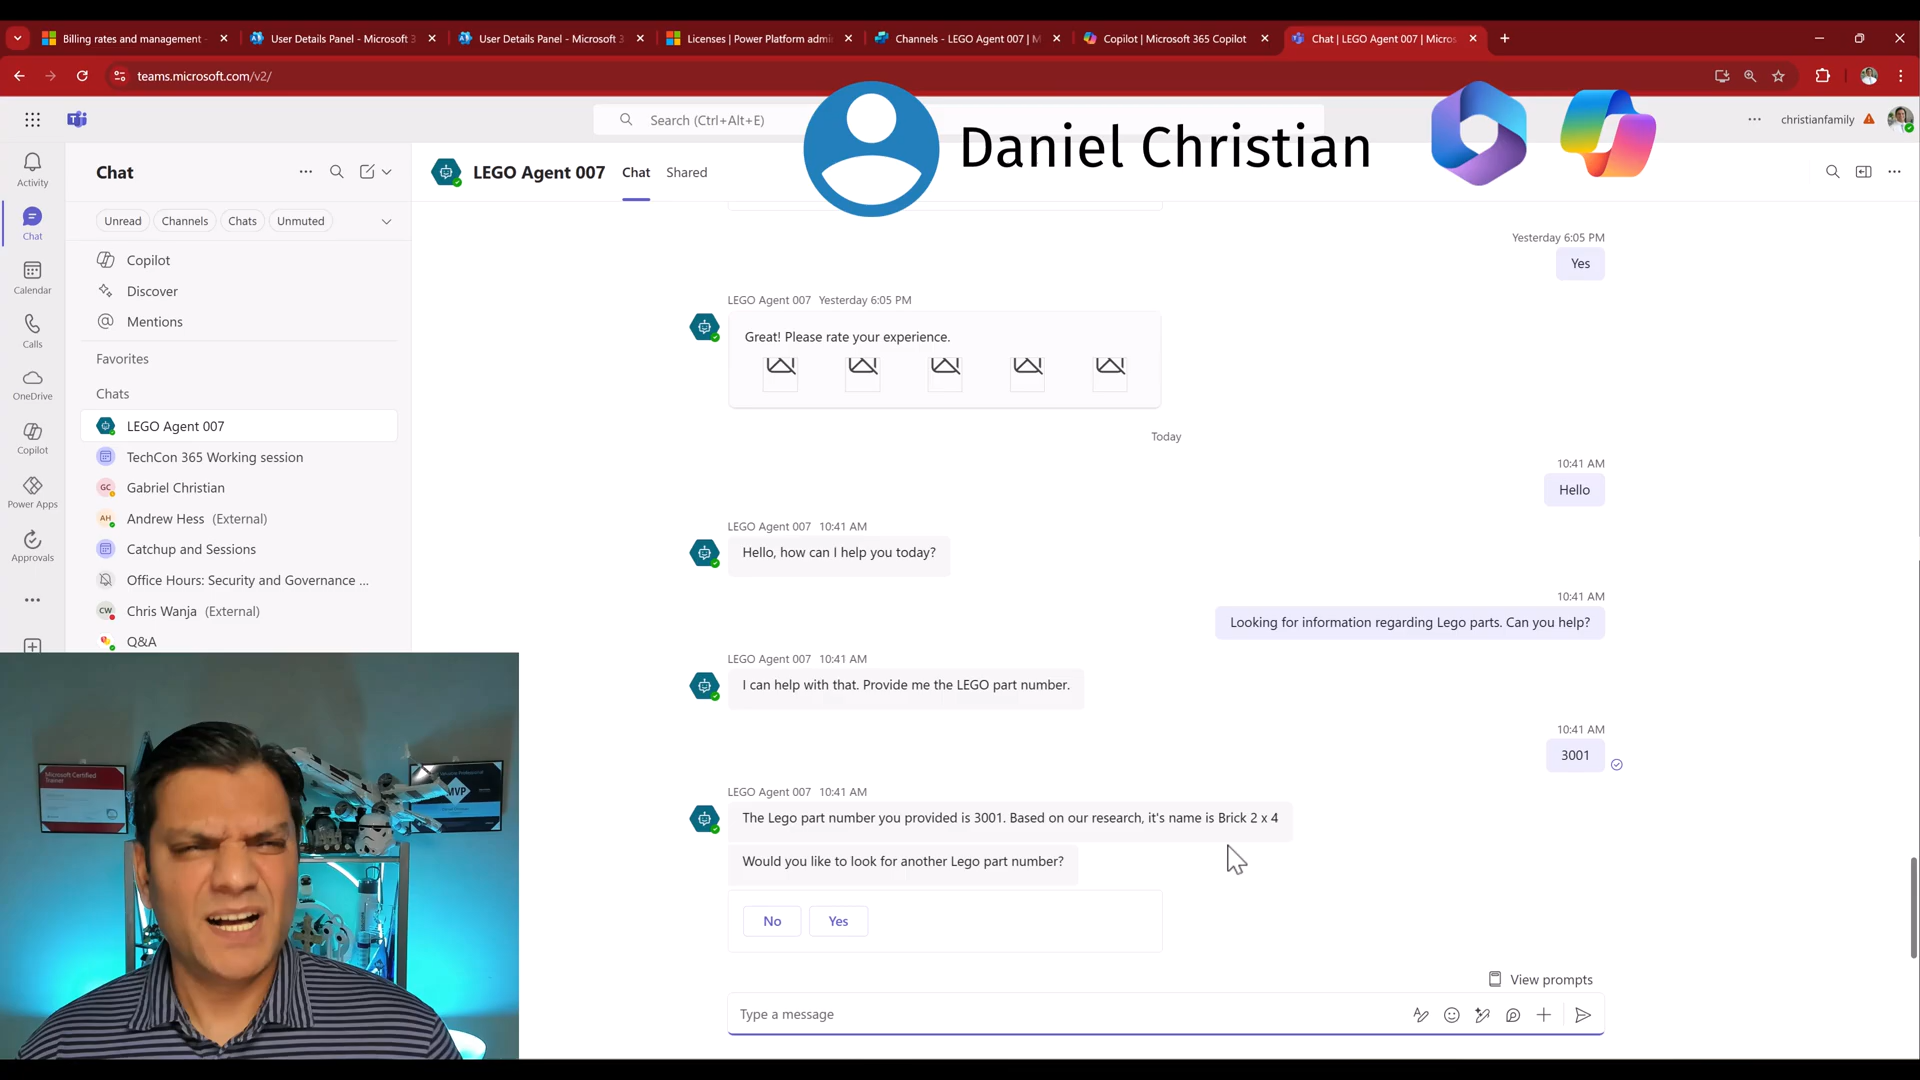 Billing rates and management -
User Details Panel - Microsoft 3
User Details Panel - Microsoft 3
Licenses | Power Platform admi
Channels - LEGO Agent 007 | M
Copilot | Microsoft 365 Copilot
Chat | LEGO Agent 007 | Micros
teams.microsoft.com/v2/
Search (Ctrl+Alt+E)
Daniel Christian
christianfamily
Activity
Chat
Calendar
Calls
OneDrive
Copilot
Power Apps
Approvals
Chat
Unread
Channels
Chats
Unmuted
Copilot
Discover
Mentions
Favorites
Chats
LEGO Agent 007
TechCon 365 Working session
GC
Gabriel Christian
AH
Andrew Hess (External)
Catchup and Sessions
Office Hours: Security and Governance ...
CW
Chris Wanja (External)
Q&A
LEGO Agent 007
Chat
Shared
Yesterday 6:05 PM
Yes
LEGO Agent 007 Yesterday 6:05 PM
Great! Please rate your experience.
Today
10:41 AM
Hello
LEGO Agent 007 10:41 AM
Hello, how can I help you today?
10:41 AM
Looking for information regarding Lego parts. Can you help?
LEGO Agent 007 10:41 AM
I can help with that. Provide me the LEGO part number.
10:41 AM
3001
LEGO Agent 007 10:41 AM
The Lego part number you provided is 3001. Based on our research, it's name is Brick 2 x 4
Would you like to look for another Lego part number?
No
Yes
View prompts
Type a message
Microsoft Certified
Trainer
MVP